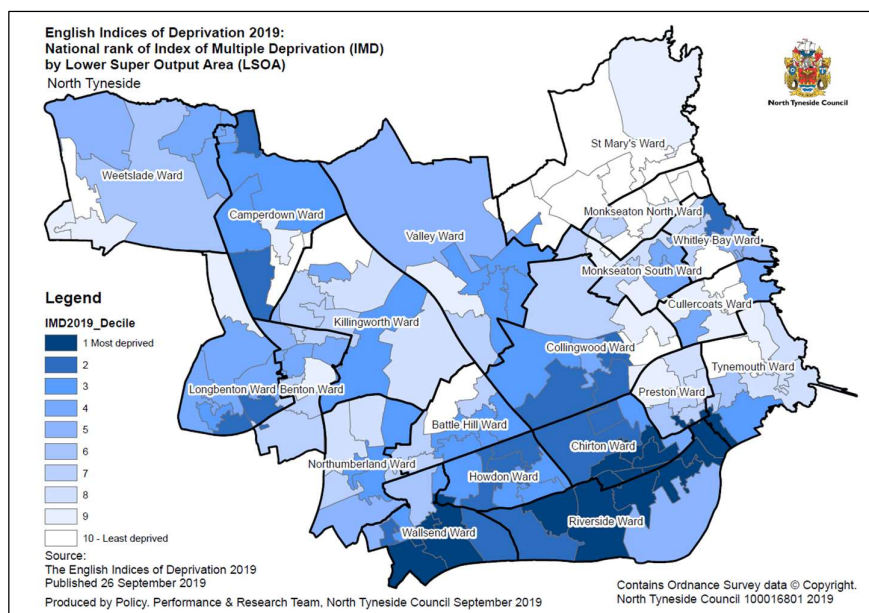 English Indices of Deprivation 2019:
National rank of Index of Multiple Deprivation (IMD)
by Lower Super Output Area (LSOA)
North Tyneside
North Tyneside Council
St Mary's Ward
Weetslade Ward
Camperdown Ward
Monkseaton North Ward
Valley Ward
Whitley Bay Ward
Monkseaton South Ward
Cullercoats Ward
Killingworth Ward
Collingwood Ward
Tynemouth Ward
Longbenton Ward
Benton Ward
Preston Ward
Battle Hill Ward
Chirton Ward
Northumberland Ward
Howdon Ward
Riverside Ward
Wallsend Ward
Legend
IMD2019_Decile
1 Most deprived
2
3
4
5
6
7
8
9
10 - Least deprived
Source:
The English Indices of Deprivation 2019
Published 26 September 2019
Produced by Policy. Performance & Research Team, North Tyneside Council September 2019
Contains Ordnance Survey data © Copyright.
North Tyneside Council 100016801 2019